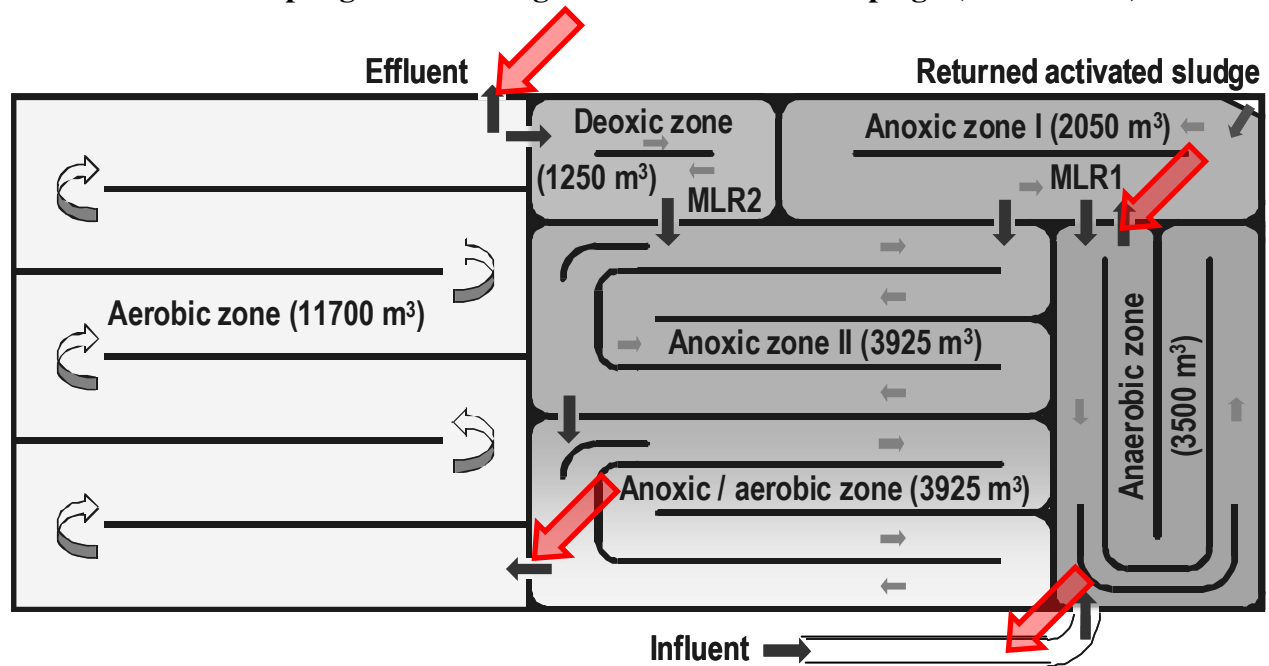 Effluent
Returned activated sludge
Deoxic zone
(1250 m³)
MLR2
Anoxic zone I (2050 m³)
MLR1
Aerobic zone (11700 m³)
Anoxic zone II (3925 m³)
Anaerobic zone
(3500 m³)
Anoxic / aerobic zone (3925 m³)
Influent